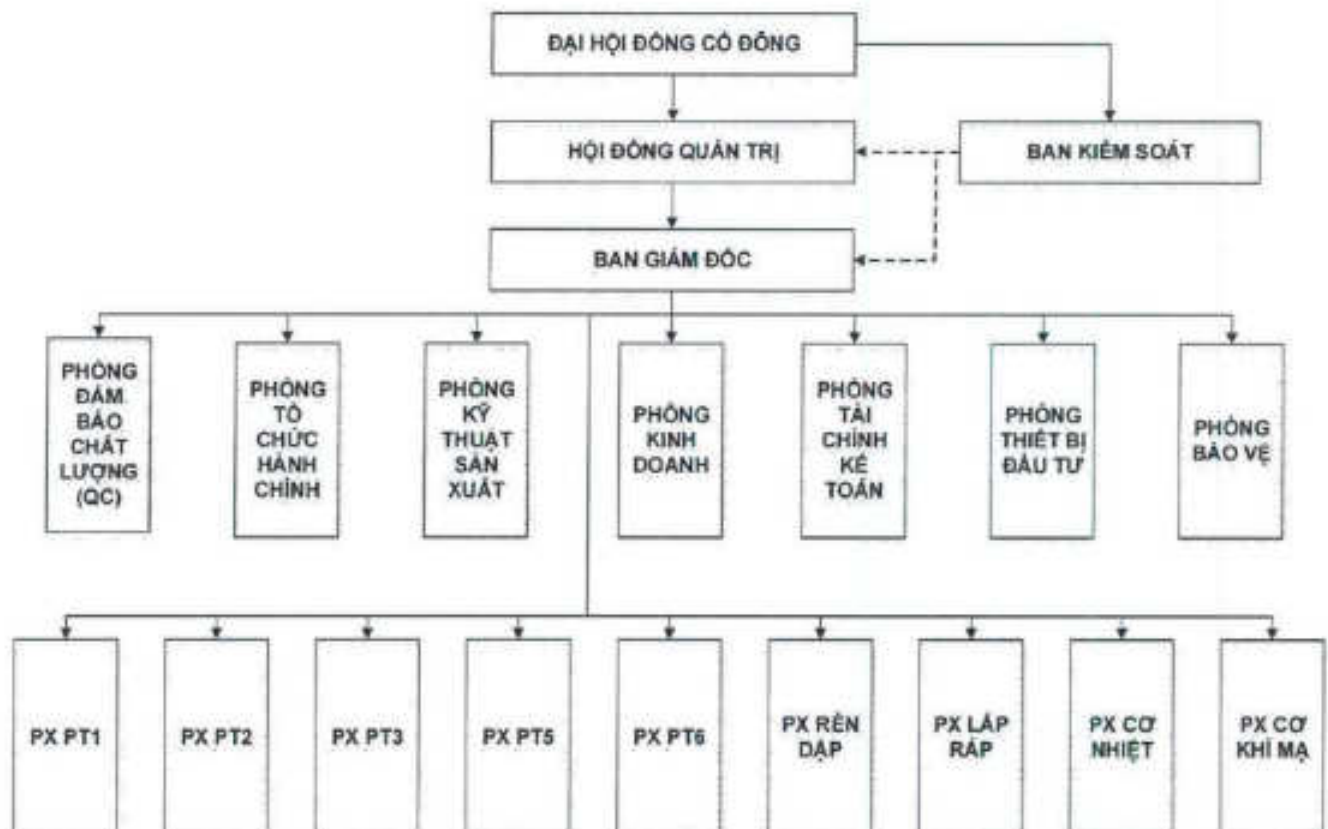 ĐẠI HỘI ĐỒNG CỔ ĐÔNG
HỘI ĐỒNG QUẢN TRỊ
BAN KIỂM SOÁT
BAN GIÁM ĐỐC
PHÒNG
ĐẢM
BẢO
CHẤT
LƯỢNG
(QC)
PHÒNG
TỔ
CHỨC
HÀNH
CHÍNH
PHÒNG
KỸ
THUẬT
SẢN
XUẤT
PHÒNG
KINH
DOANH
PHÒNG
TÀI
CHÍNH
KẾ
TOÁN
PHÒNG
THIẾT BỊ
ĐẦU TƯ
PHÒNG
BẢO VỆ
PX PT1
PX PT2
PX PT3
PX PT5
PX PT6
PX RÈN
DẬP
PX LẮP
RÁP
PX CƠ
NHIỆT
PX CƠ
KHÍ MẠ